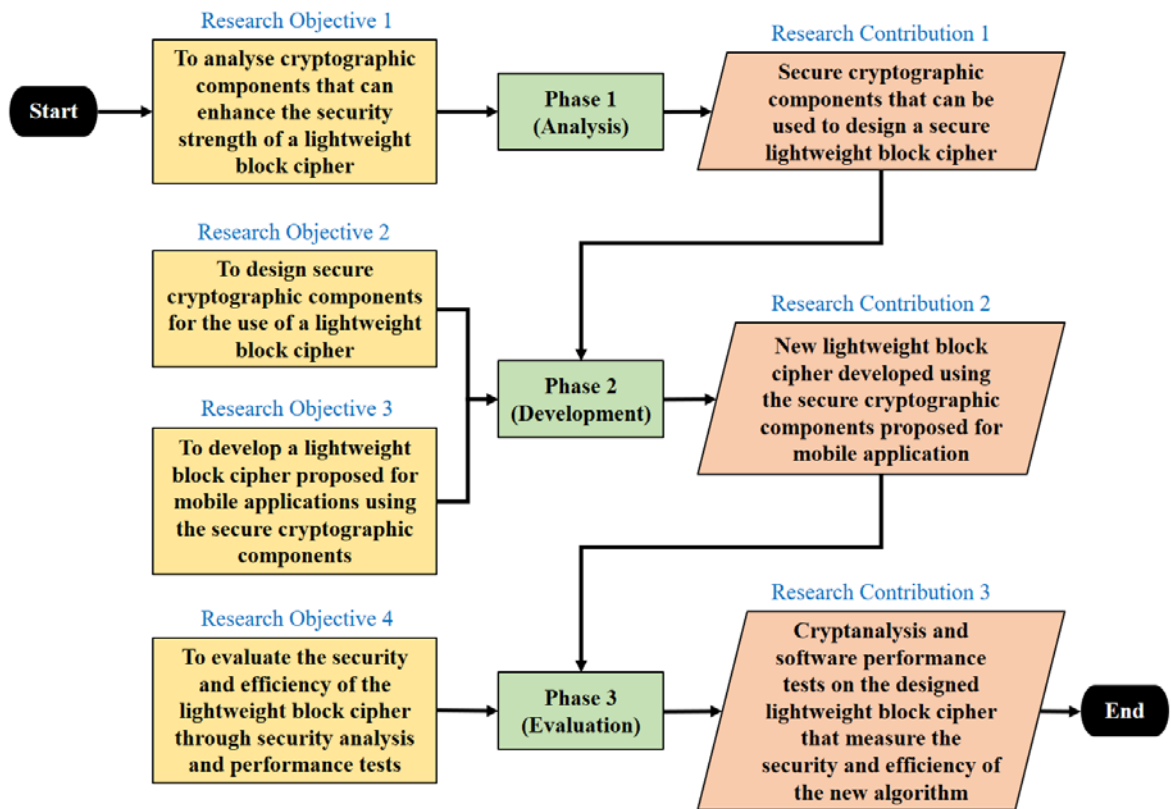 Research Objective 1
Start
To analyse cryptographic
components that can
enhance the security
strength of a lightweight
block cipher
Phase 1
(Analysis)
Research Contribution 1
Secure cryptographic
components that can be
used to design a secure
lightweight block cipher
Research Objective 2
To design secure
cryptographic components
for the use of a lightweight
block cipher
Research Objective 3
To develop a lightweight
block cipher proposed for
mobile applications using
the secure cryptographic
components
Phase 2
(Development)
Research Contribution 2
New lightweight block
cipher developed using
the secure cryptographic
components proposed for
mobile application
Research Objective 4
To evaluate the security
and efficiency of the
lightweight block cipher
through security analysis
and performance tests
Phase 3
(Evaluation)
Research Contribution 3
Cryptanalysis and
software performance
tests on the designed
lightweight block cipher
that measure the
security and efficiency of
the new algorithm
End